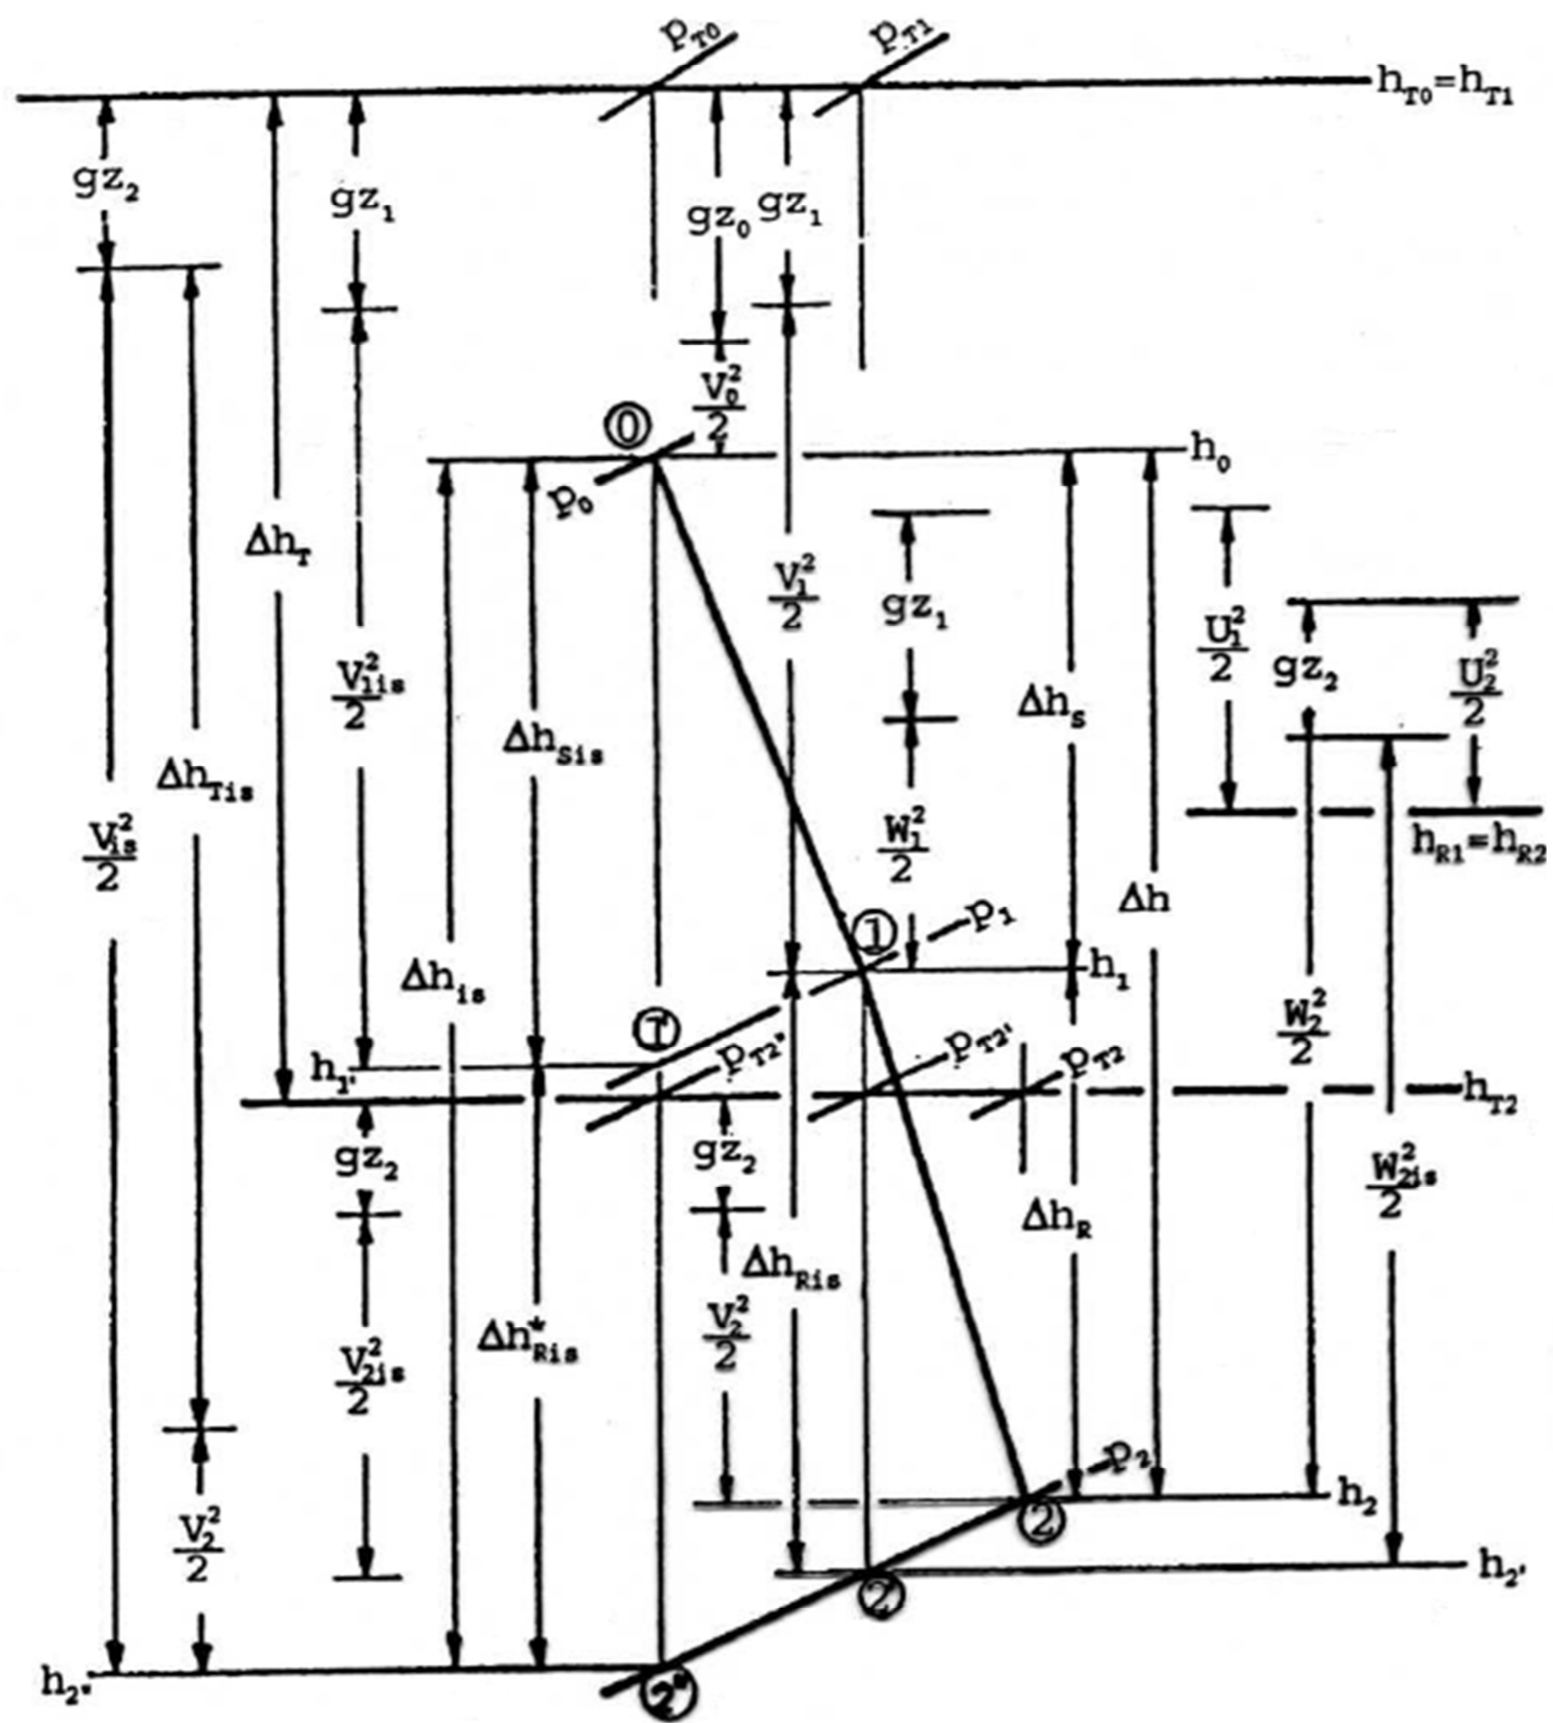 p_T0
p_T1
h_T0=h_T1
gz_2
gz_1
gz_0
gz_1
V_0^2/2
0
h_0
p_0
Δh_T
V_1^2/2
gz_1
U_1^2/2
gz_2
U_2^2/2
V_1is^2/2
Δh_Sis
Δh_S
Δh_Tis
V_is^2/2
W_1^2/2
h_R1=h_R2
Δh
1
p_1
h_1
Δh_is
W_2^2/2
1'
h_1'
p_T2"
p_T2'
p_T2
h_T2
gz_2
gz_2
W_2is^2/2
Δh_R
Δh_Ris
V_2^2/2
Δh*_Ris
V_2is^2/2
p_2
h_2
2
V_2^2/2
h_2'
2'
h_2"
2"